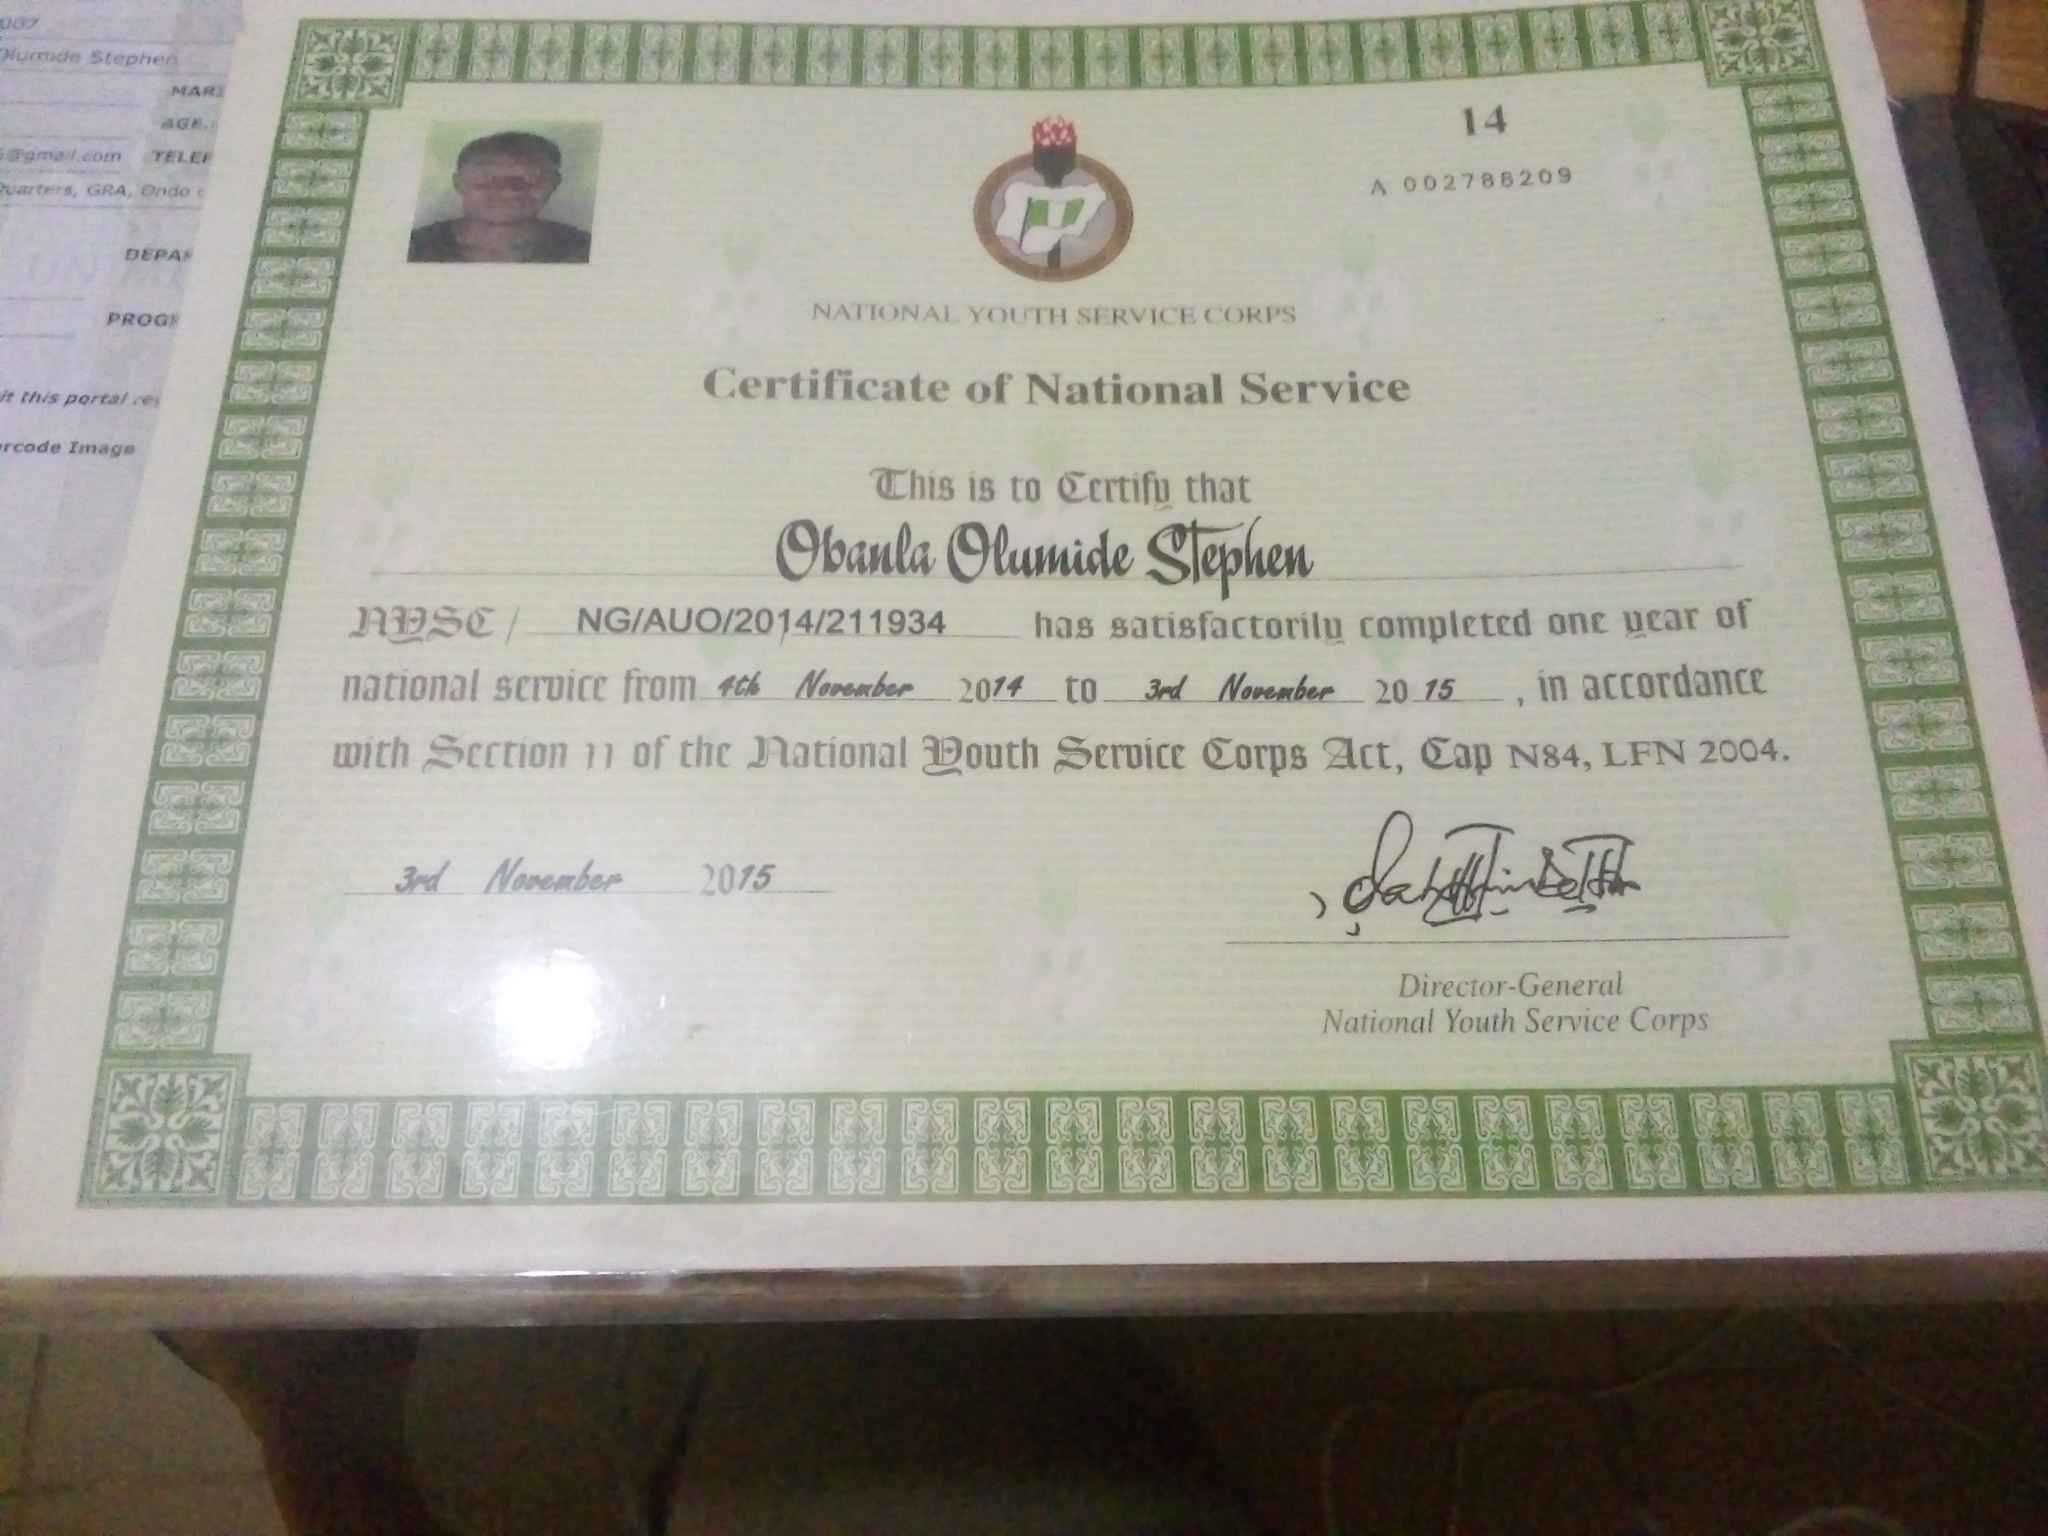 007
Olumide Stephen
MAR
AGE
@gmail.com TELEP
Quarters, GRA, Ondo
DEPA
PROG
it this portal
rcode Image
14
A 002788209
NATIONAL YOUTH SERVICE CORPS
Certificate of National Service
This is to Certify that
Obanla Olumide Stephen
NYSC / NG/AUO/2014/211934 has satisfactorily completed one year of
national service from 4th November 2014 to 3rd November 2015, in accordance
with Section 11 of the National Youth Service Corps Act, Cap N84, LFN 2004.
3rd November 2015
Director-General
National Youth Service Corps